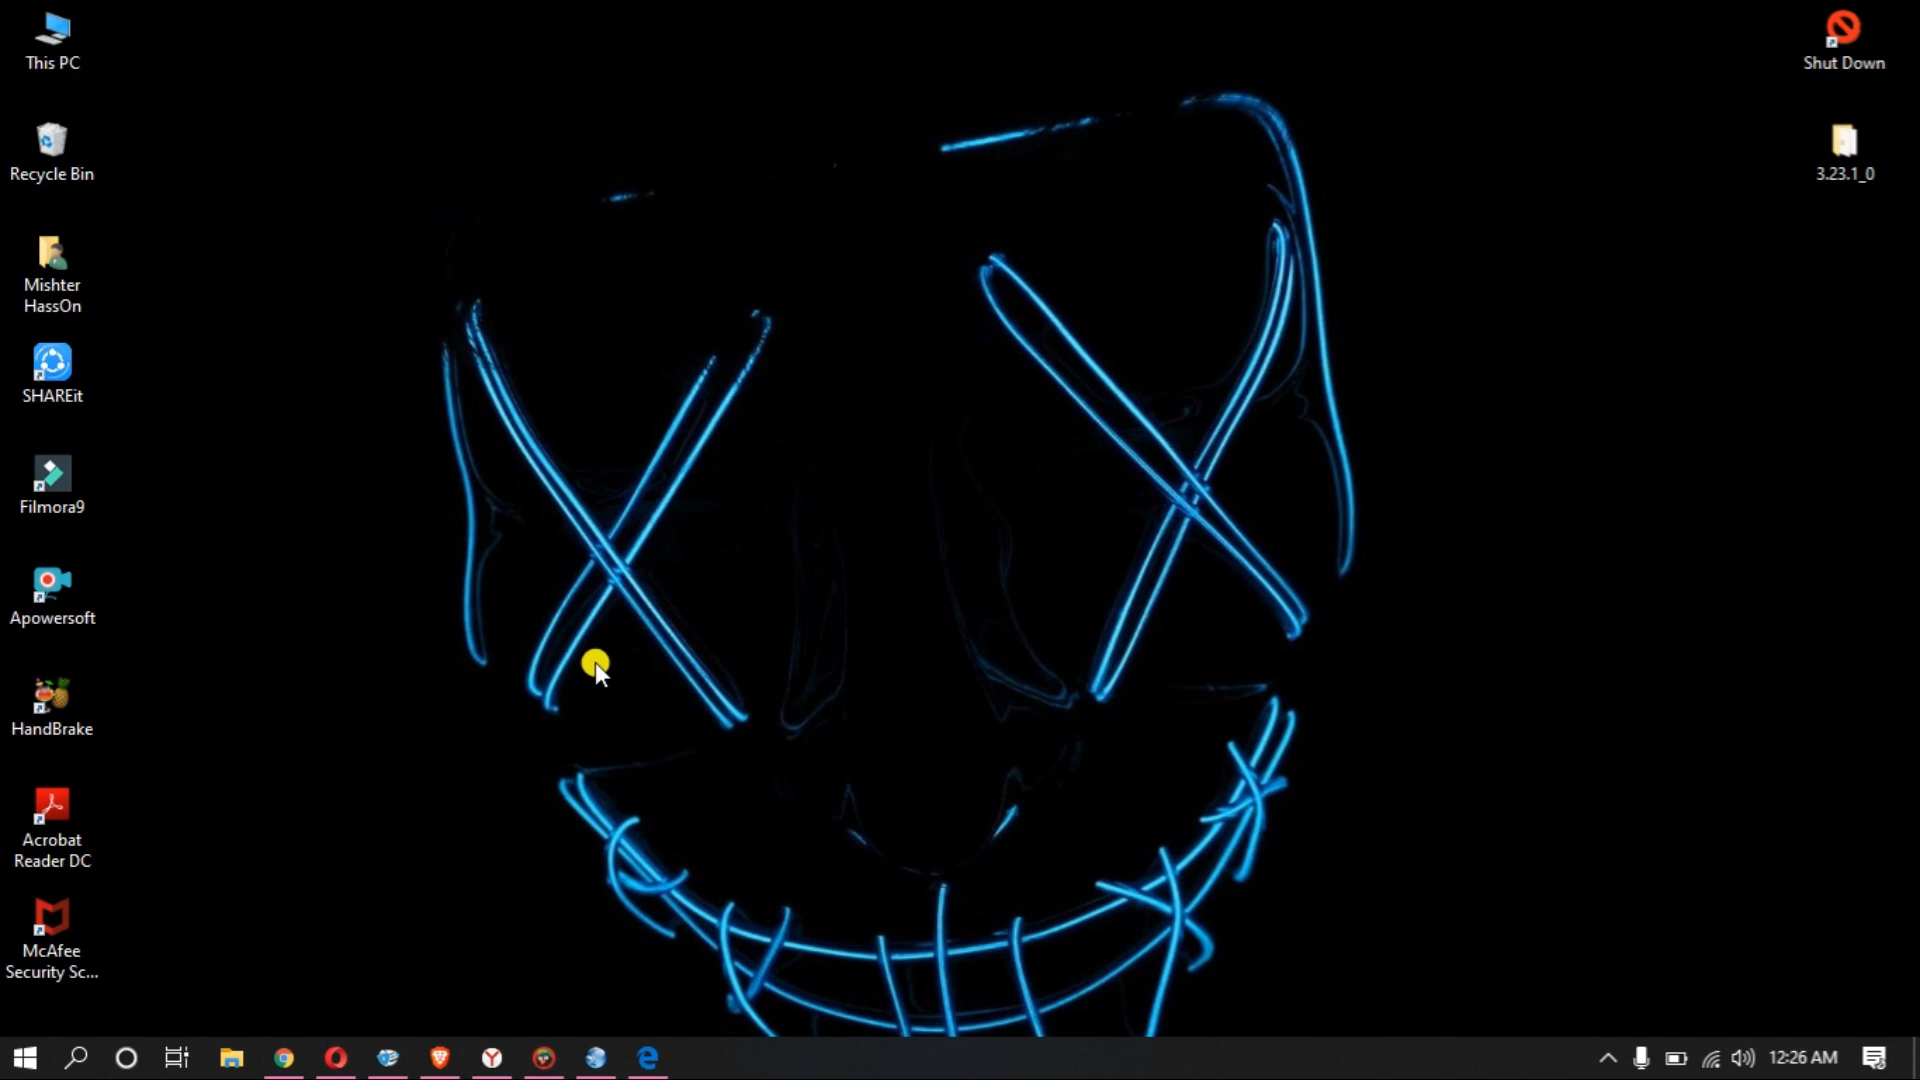 This PC
Recycle Bin
Mishter
HassOn
SHAREit
Filmora9
Apowersoft
HandBrake
Acrobat
Reader DC
McAfee
Security Sc...
Shut Down
3.23.1_0
12:26 AM